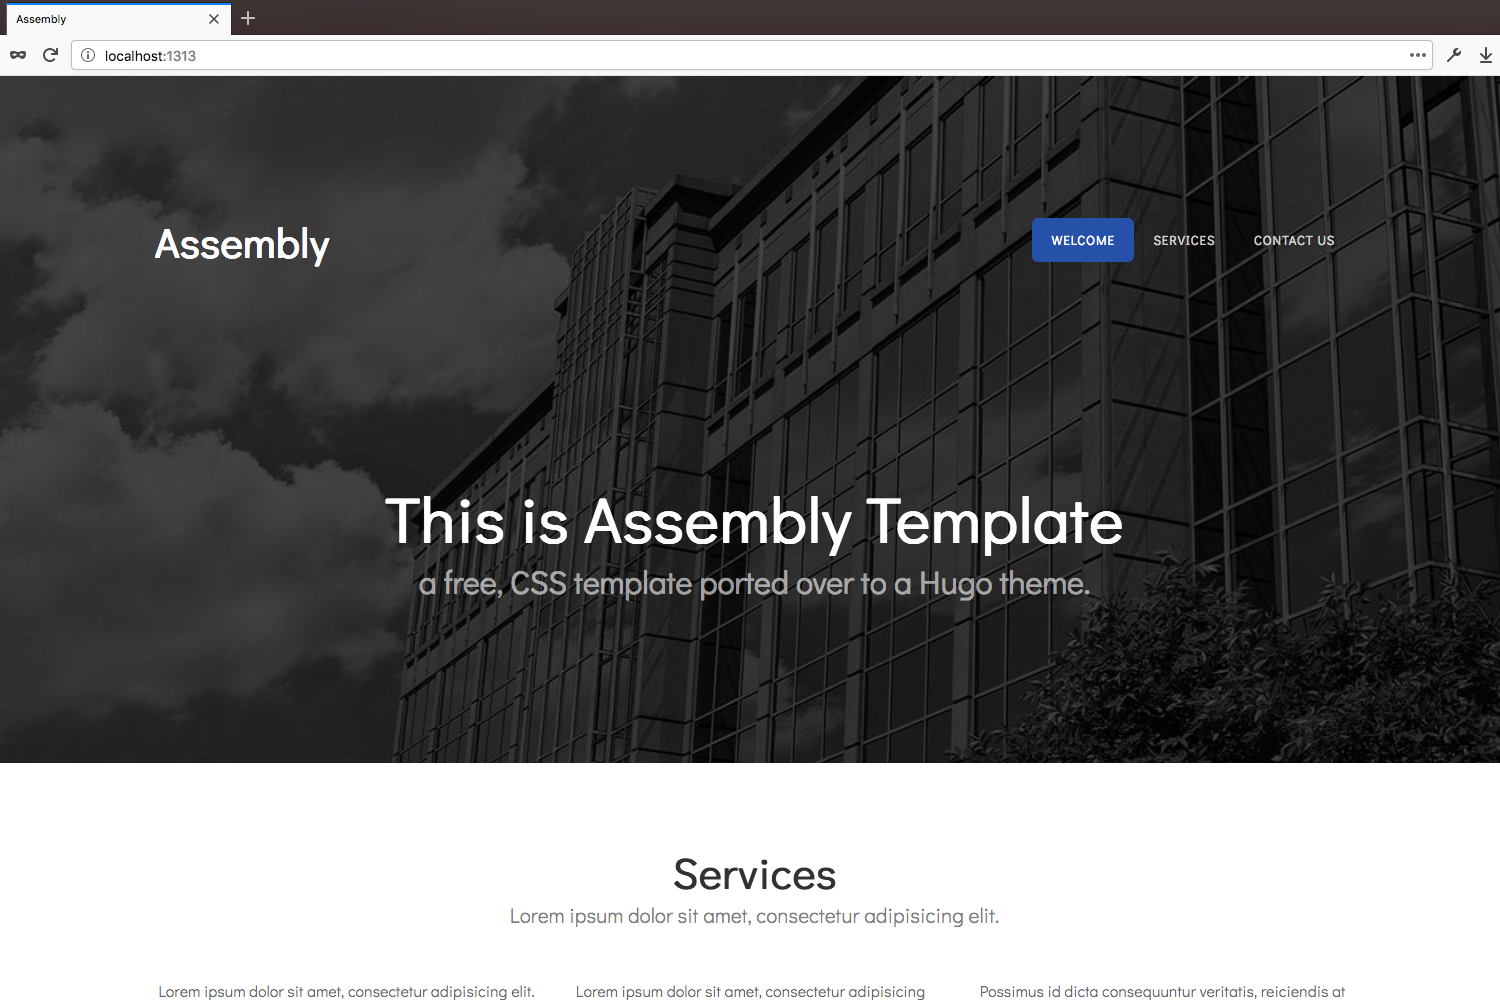 Assembly
localhost:1313
Assembly
WELCOME SERVICES CONTACT US
This is Assembly Template
a free, CSS template ported over to a Hugo theme.
Services
Lorem ipsum dolor sit amet, consectetur adipisicing elit.
Lorem ipsum dolor sit amet, consectetur adipisicing elit.
Lorem ipsum dolor sit amet, consectetur adipisicing
Possimus id dicta consequuntur veritatis, reiciendis at